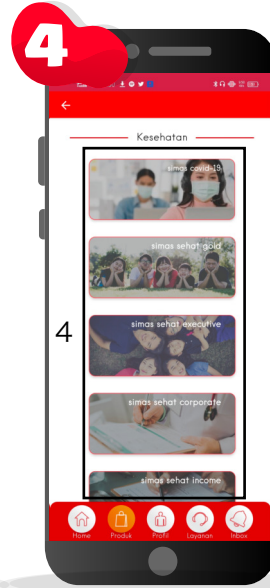 4
Kesehatan
simas covid-19
simas sehat gold
simas sehat executive
4
simas sehat corporate
simas sehat income
Home Produk Profil Layanan Inbox